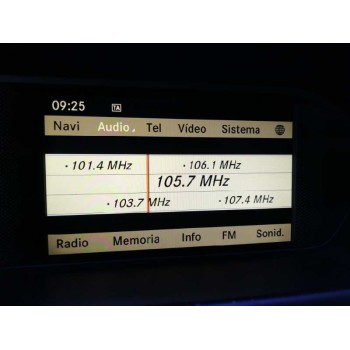 09:25 TA
Navi Audio Tel Vídeo Sistema
· 101.4 MHz · 106.1 MHz
105.7 MHz
· 103.7 MHz · 107.4 MHz
Radio Memoria Info FM Sonid.